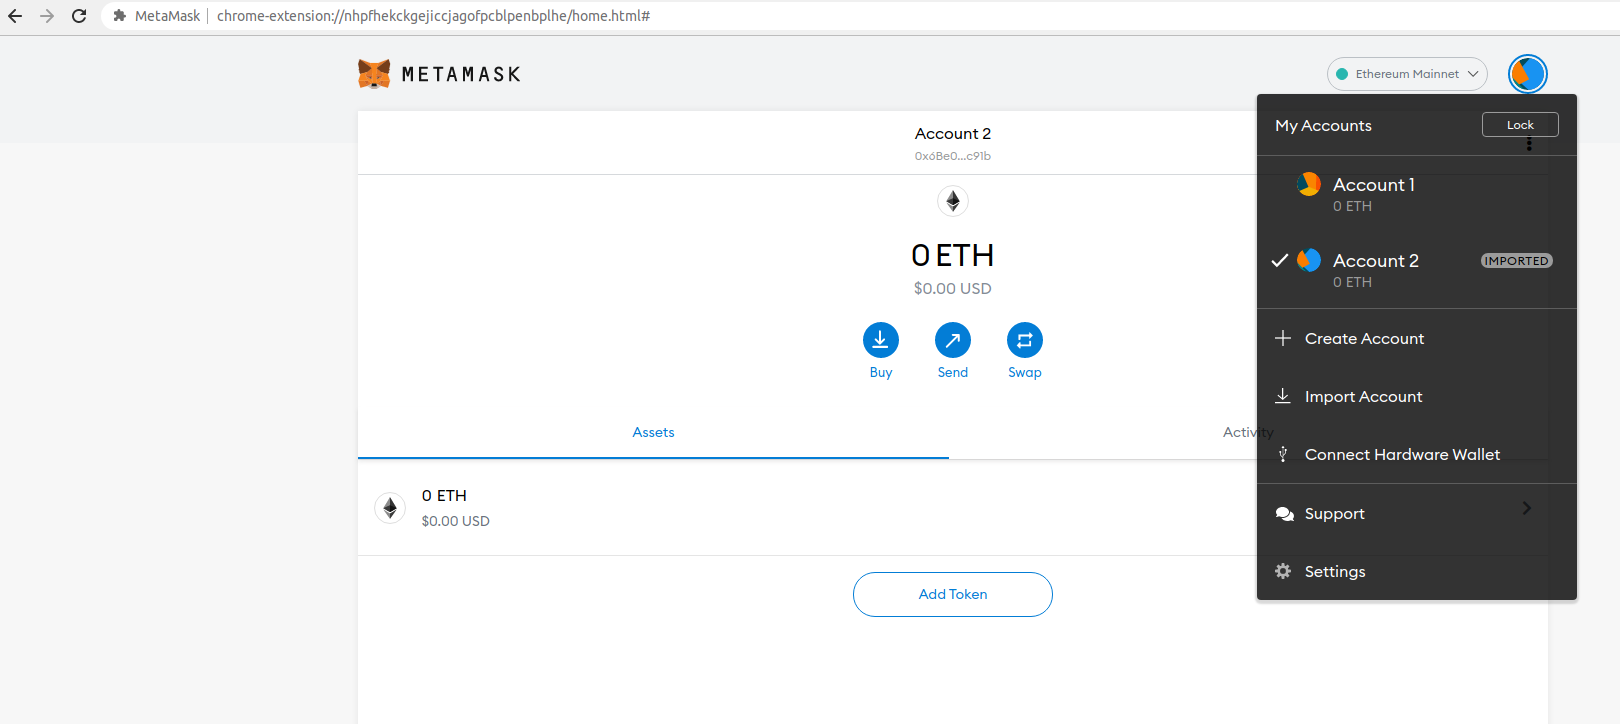 MetaMask chrome-extension://nhpfhekckgejiccjagofpcblpenbplhe/home.html#
METAMASK
Ethereum Mainnet
Account 2
0x6Be0...c91b
0 ETH
$0.00 USD
Buy Send Swap
Assets Activity
0 ETH
$0.00 USD
Add Token
My Accounts Lock
Account 1
0 ETH
Account 2 IMPORTED
0 ETH
Create Account
Import Account
Connect Hardware Wallet
Support
Settings